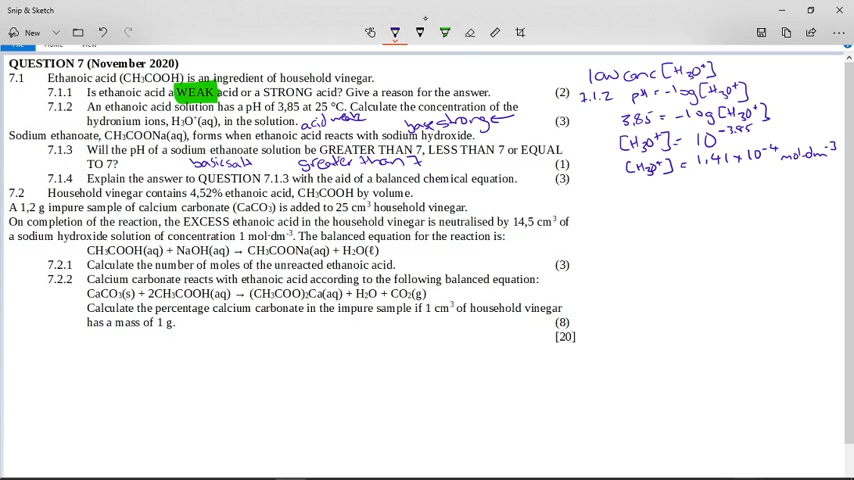 Snip & Sketch
New
QUESTION 7 (November 2020)
7.1 Ethanoic acid (CH3COOH) is an ingredient of household vinegar.
7.1.1 Is ethanoic acid a WEAK acid or a STRONG acid? Give a reason for the answer. (2)
7.1.2 An ethanoic acid solution has a pH of 3,85 at 25 °C. Calculate the concentration of the
hydronium ions, H3O⁺(aq), in the solution. (3)
acid weak base strong ←
Sodium ethanoate, CH3COONa(aq), forms when ethanoic acid reacts with sodium hydroxide.
7.1.3 Will the pH of a sodium ethanoate solution be GREATER THAN 7, LESS THAN 7 or EQUAL
TO 7? (1)
basic salt greater than 7
7.1.4 Explain the answer to QUESTION 7.1.3 with the aid of a balanced chemical equation. (3)
7.2 Household vinegar contains 4,52% ethanoic acid, CH3COOH by volume.
A 1,2 g impure sample of calcium carbonate (CaCO3) is added to 25 cm³ household vinegar.
On completion of the reaction, the EXCESS ethanoic acid in the household vinegar is neutralised by 14,5 cm³ of
a sodium hydroxide solution of concentration 1 mol·dm⁻³. The balanced equation for the reaction is:
CH3COOH(aq) + NaOH(aq) → CH3COONa(aq) + H2O(ℓ)
7.2.1 Calculate the number of moles of the unreacted ethanoic acid. (3)
7.2.2 Calcium carbonate reacts with ethanoic acid according to the following balanced equation:
CaCO3(s) + 2CH3COOH(aq) → (CH3COO)2Ca(aq) + H2O + CO2(g)
Calculate the percentage calcium carbonate in the impure sample if 1 cm³ of household vinegar
has a mass of 1 g. (8)
[20]
low conc [H3O⁺]
7.1.2 pH = -log[H3O⁺]
3,85 = -log[H3O⁺]
[H3O⁺] = 10^-3.85
[H3O⁺] = 1,41 × 10⁻⁴ mol·dm⁻³